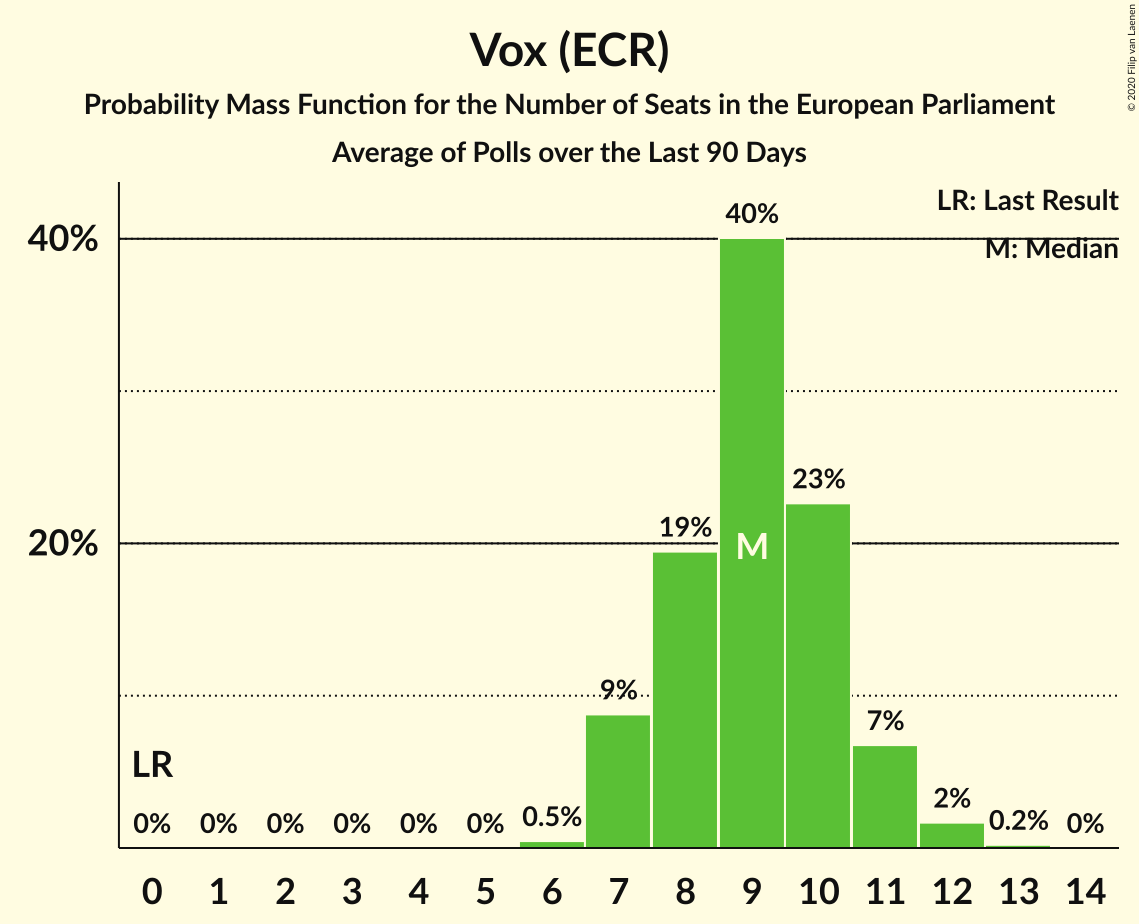 Vox (ECR)
Probability Mass Function for the Number of Seats in the European Parliament
Average of Polls over the Last 90 Days
© 2020 Filip van Laenen
LR: Last Result
M: Median
40%
20%
40%
23%
19%
M
9%
7%
LR
0% 0% 0% 0% 0% 0% 0.5% 2% 0.2% 0%
0 1 2 3 4 5 6 7 8 9 10 11 12 13 14